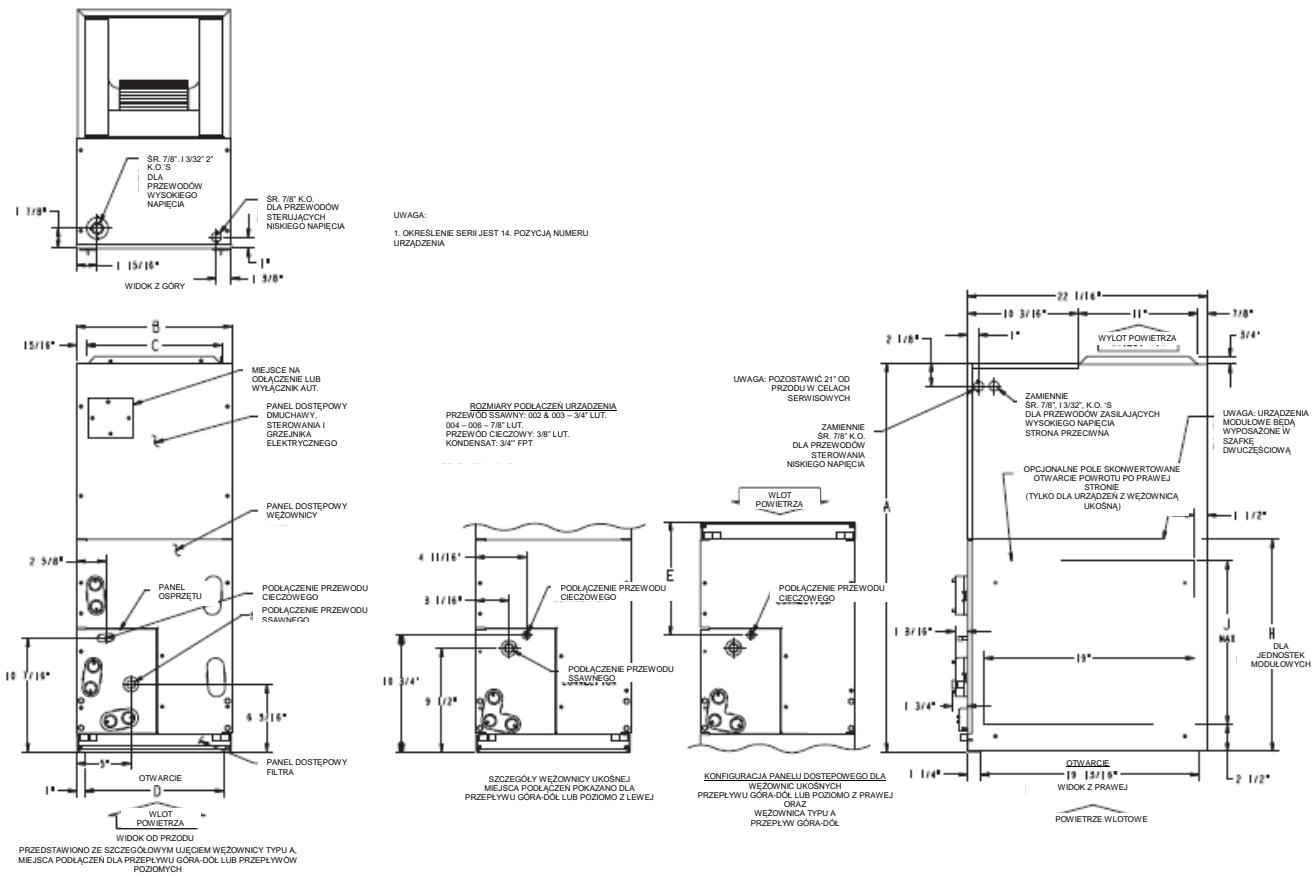 ŚR. 7/8". I 3/32" 2"
K.O.'S
DLA
PRZEWODÓW
WYSOKIEGO
NAPIĘCIA
1 7/8"
ŚR. 7/8" K.O.
DLA PRZEWODÓW
STERUJĄCYCH
NISKIEGO NAPIĘCIA
1"
1 15/16"
1 3/8"
WIDOK Z GÓRY
UWAGA:
1. OKREŚLENIE SERII JEST 14. POZYCJĄ NUMERU
URZĄDZENIA
B
15/16"
C
MIEJSCE NA
ODŁĄCZENIE LUB
WYŁĄCZNIK AUT.
PANEL DOSTĘPOWY
DMUCHAWY,
STEROWANIA I
GRZEJNIKA
ELEKTRYCZNEGO
PANEL DOSTĘPOWY
WĘŻOWNICY
2 5/8"
PANEL
OSPRZĘTU
PODŁĄCZENIE PRZEWODU
CIECZOWEGO
PODŁĄCZENIE PRZEWODU
SSAWNEGO
10 7/16"
6 5/16"
5"
PANEL DOSTĘPOWY
FILTRA
1"
OTWARCIE
D
WLOT
POWIETRZA
WIDOK OD PRZODU
PRZEDSTAWIONO ZE SZCZEGÓŁOWYM UJĘCIEM WĘŻOWNICY TYPU A,
MIEJSCA PODŁĄCZEŃ DLA PRZEPŁYWU GÓRA-DÓŁ LUB PRZEPŁYWÓW
POZIOMYCH
ROZMIARY PODŁĄCZEŃ URZĄDZENIA
PRZEWÓD SSAWNY: 002 & 003 – 3/4" LUT.
004 – 006 – 7/8" LUT.
PRZEWÓD CIECZOWY: 3/8" LUT.
KONDENSAT: 3/4"' FPT
4 11/16'
3 1/16"
PODŁĄCZENIE PRZEWODU
CIECZOWEGO
PODŁĄCZENIE PRZEWODU
SSAWNEGO
10 3/4'
9 1/2"
SZCZEGÓŁY WĘŻOWNICY UKOŚNEJ
MIEJSCA PODŁĄCZEŃ POKAZANO DLA
PRZEPŁYWU GÓRA-DÓŁ LUB POZIOMO Z LEWEJ
WLOT
POWIETRZA
E
PODŁĄCZENIE PRZEWODU
CIECZOWEGO
KONFIGURACJA PANELU DOSTĘPOWEGO DLA
WĘŻOWNIC UKOŚNYCH
PRZEPŁYWU GÓRA-DÓŁ LUB POZIOMO Z PRAWEJ
ORAZ
WĘŻOWNICA TYPU A
PRZEPŁYW GÓRA-DÓŁ
22 1/16"
10 3/16"
11"
7/8"
2 1/8"
1"
WYLOT POWIETRZA
3/4'
UWAGA: POZOSTAWIĆ 21" OD
PRZODU W CELACH
SERWISOWYCH
ZAMIENNIE
ŚR. 7/8" K.O.
DLA PRZEWODÓW
STEROWANIA
NISKIEGO NAPIĘCIA
ZAMIENNIE
ŚR. 7/8", I 3/32", K.O. 'S
DLA PRZEWODÓW ZASILAJĄCYCH
WYSOKIEGO NAPIĘCIA
STRONA PRZECIWNA
UWAGA: URZĄDZENIA
MODUŁOWE BĘDĄ
WYPOSAŻONE W
SZAFKĘ
DWUCZĘŚCIOWĄ
OPCJONALNE POLE SKONWERTOWANE
OTWARCIE POWROTU PO PRAWEJ
STRONIE
(TYLKO DLA URZĄDZEŃ Z WĘŻOWNICĄ
UKOŚNĄ)
A
1 1/2"
J
MAX
H
DLA
JEDNOSTEK
MODUŁOWYCH
1 3/16"
19"
1 3/4"
1 1/4"
OTWARCIE
19 13/16"
2 1/2"
WIDOK Z PRAWEJ
POWIETRZE WLOTOWE